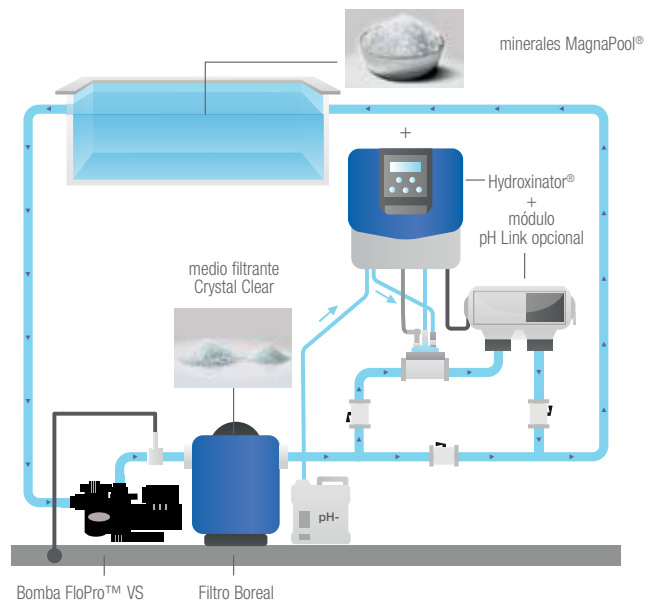 minerales MagnaPool®
+
Hydroxinator®
+
módulo
pH Link opcional
medio filtrante
Crystal Clear
pH-
Bomba FloPro™ VS
Filtro Boreal